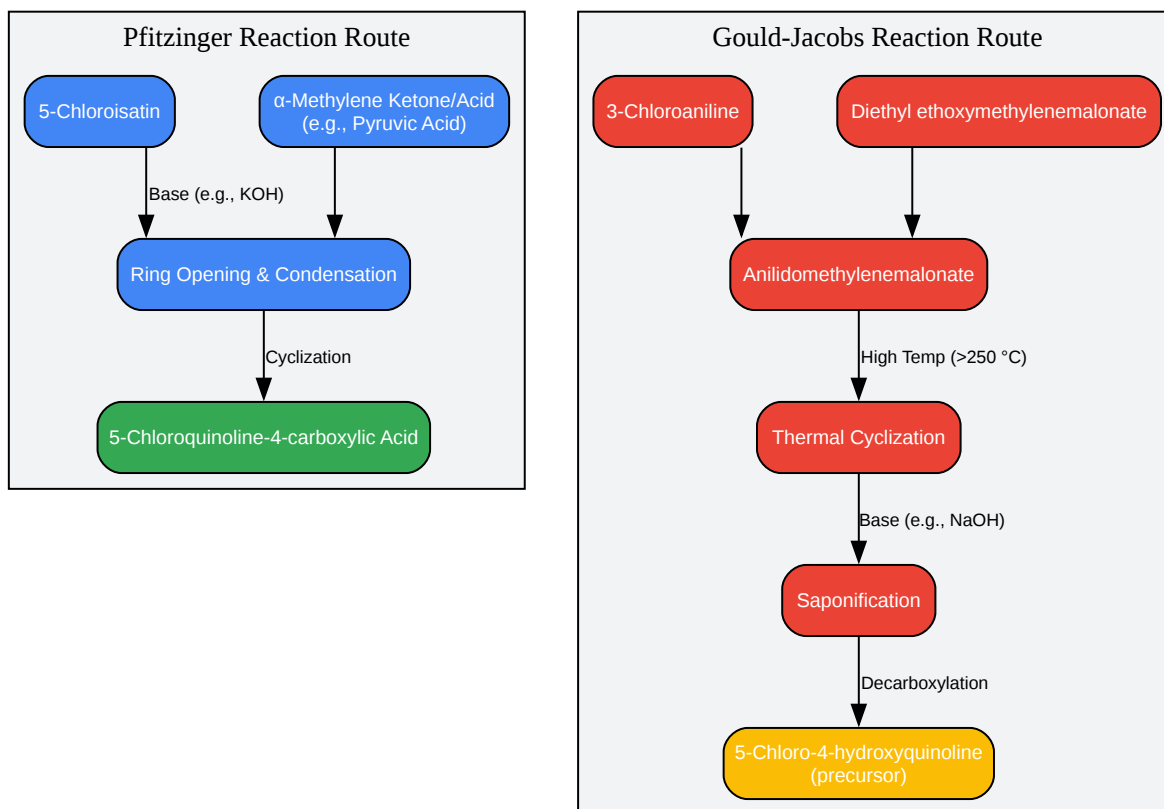 Pfitzinger Reaction Route
5-Chloroisatin
α-Methylene Ketone/Acid
(e.g., Pyruvic Acid)
Base (e.g., KOH)
Ring Opening & Condensation
Cyclization
5-Chloroquinoline-4-carboxylic Acid
Gould-Jacobs Reaction Route
3-Chloroaniline
Diethyl ethoxymethylenemalonate
Anilidomethylenemalonate
High Temp (>250 °C)
Thermal Cyclization
Base (e.g., NaOH)
Saponification
Decarboxylation
5-Chloro-4-hydroxyquinoline
(precursor)